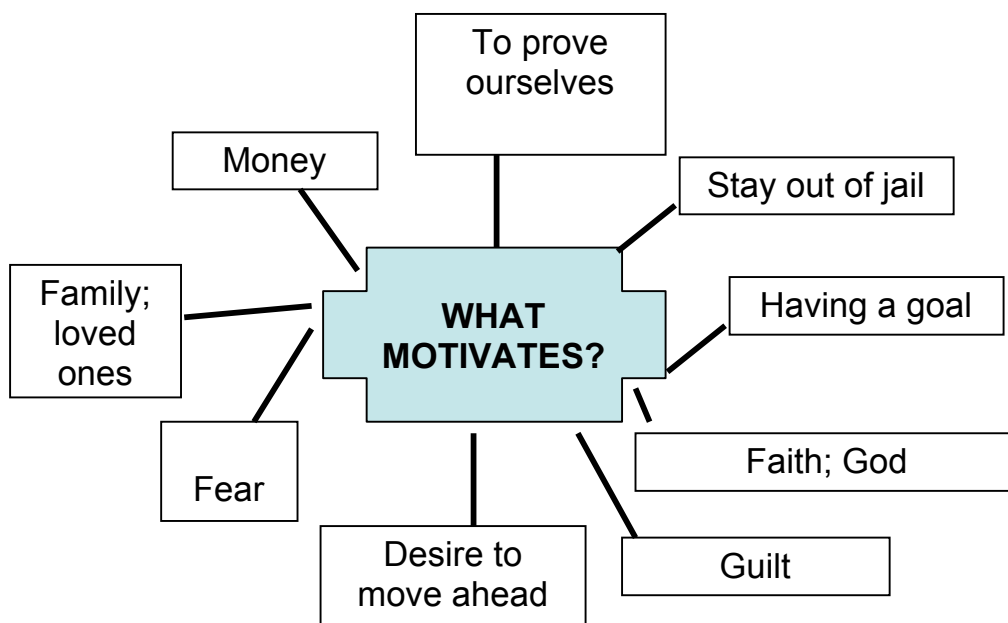 To prove
ourselves
Money
Stay out of jail
Family;
loved
ones
Having a goal
WHAT
MOTIVATES?
Faith; God
Fear
Desire to
move ahead
Guilt